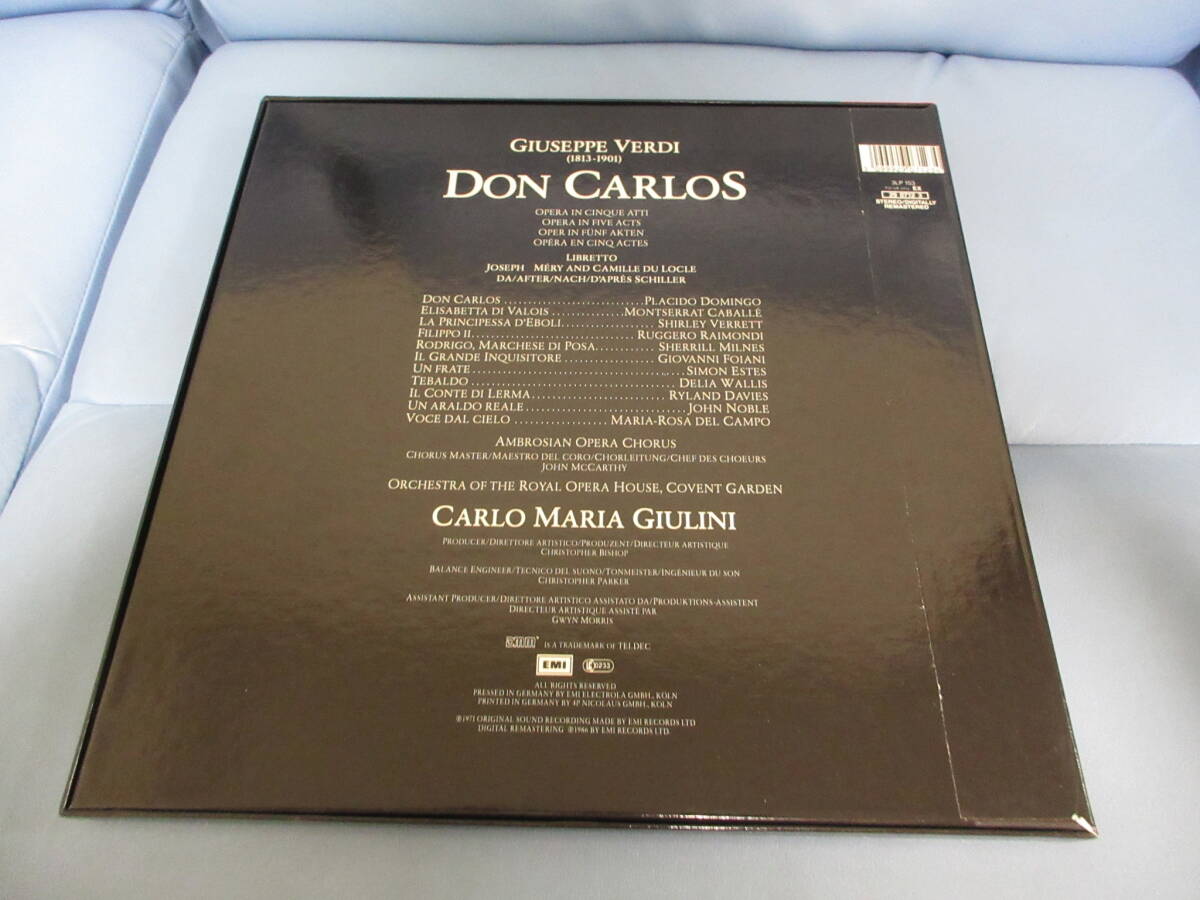 GIUSEPPE VERDI
(1813-1901)
DON CARLOS
OPERA IN CINQUE ATTI
OPERA IN FIVE ACTS
OPER IN FÜNF AKTEN
OPÉRA EN CINQ ACTES
LIBRETTO
JOSEPH MÉRY AND CAMILLE DU LOCLE
DA/AFTER/NACH/D'APRÈS SCHILLER
DON CARLOS ............................ PLACIDO DOMINGO
ELISABETTA DI VALOIS ............... MONTSERRAT CABALLÉ
LA PRINCIPESSA D'EBOLI................... SHIRLEY VERRETT
FILIPPO II.................................. RUGGERO RAIMONDI
RODRIGO, MARCHESE DI POSA............ SHERRILL MILNES
IL GRANDE INQUISITORE .................. GIOVANNI FOIANI
UN FRATE............................................ SIMON ESTES
TEBALDO .......................................... DELIA WALLIS
IL CONTE DI LERMA........................... RYLAND DAVIES
UN ARALDO REALE................................. JOHN NOBLE
VOCE DAL CIELO ................... MARIA-ROSA DEL CAMPO
AMBROSIAN OPERA CHORUS
CHORUS MASTER/MAESTRO DEL CORO/CHORLEITUNG/CHEF DES CHOEURS
JOHN MCCARTHY
ORCHESTRA OF THE ROYAL OPERA HOUSE, COVENT GARDEN
CARLO MARIA GIULINI
PRODUCER/DIRETTORE ARTISTICO/PRODUZENT/DIRECTEUR ARTISTIQUE
CHRISTOPHER BISHOP
BALANCE ENGINEER/TECNICO DEL SUONO/TONMEISTER/INGÉNIEUR DU SON
CHRISTOPHER PARKER
ASSISTANT PRODUCER/DIRETTORE ARTISTICO ASSISTATO DA/PRODUKTIONS-ASSISTENT
DIRECTEUR ARTISTIQUE ASSISTÉ PAR
GWYN MORRIS
DMM IS A TRADEMARK OF TELDEC
EMI
LC 0233
ALL RIGHTS RESERVED
PRESSED IN GERMANY BY EMI ELECTROLA GMBH., KÖLN
PRINTED IN GERMANY BY 4P NICOLAUS GMBH., KÖLN
℗ 1971 ORIGINAL SOUND RECORDING MADE BY EMI RECORDS LTD
DIGITAL REMASTERING ℗ 1986 BY EMI RECORDS LTD.
3LP 153
EX
STEREO/DIGITALLY
REMASTERED